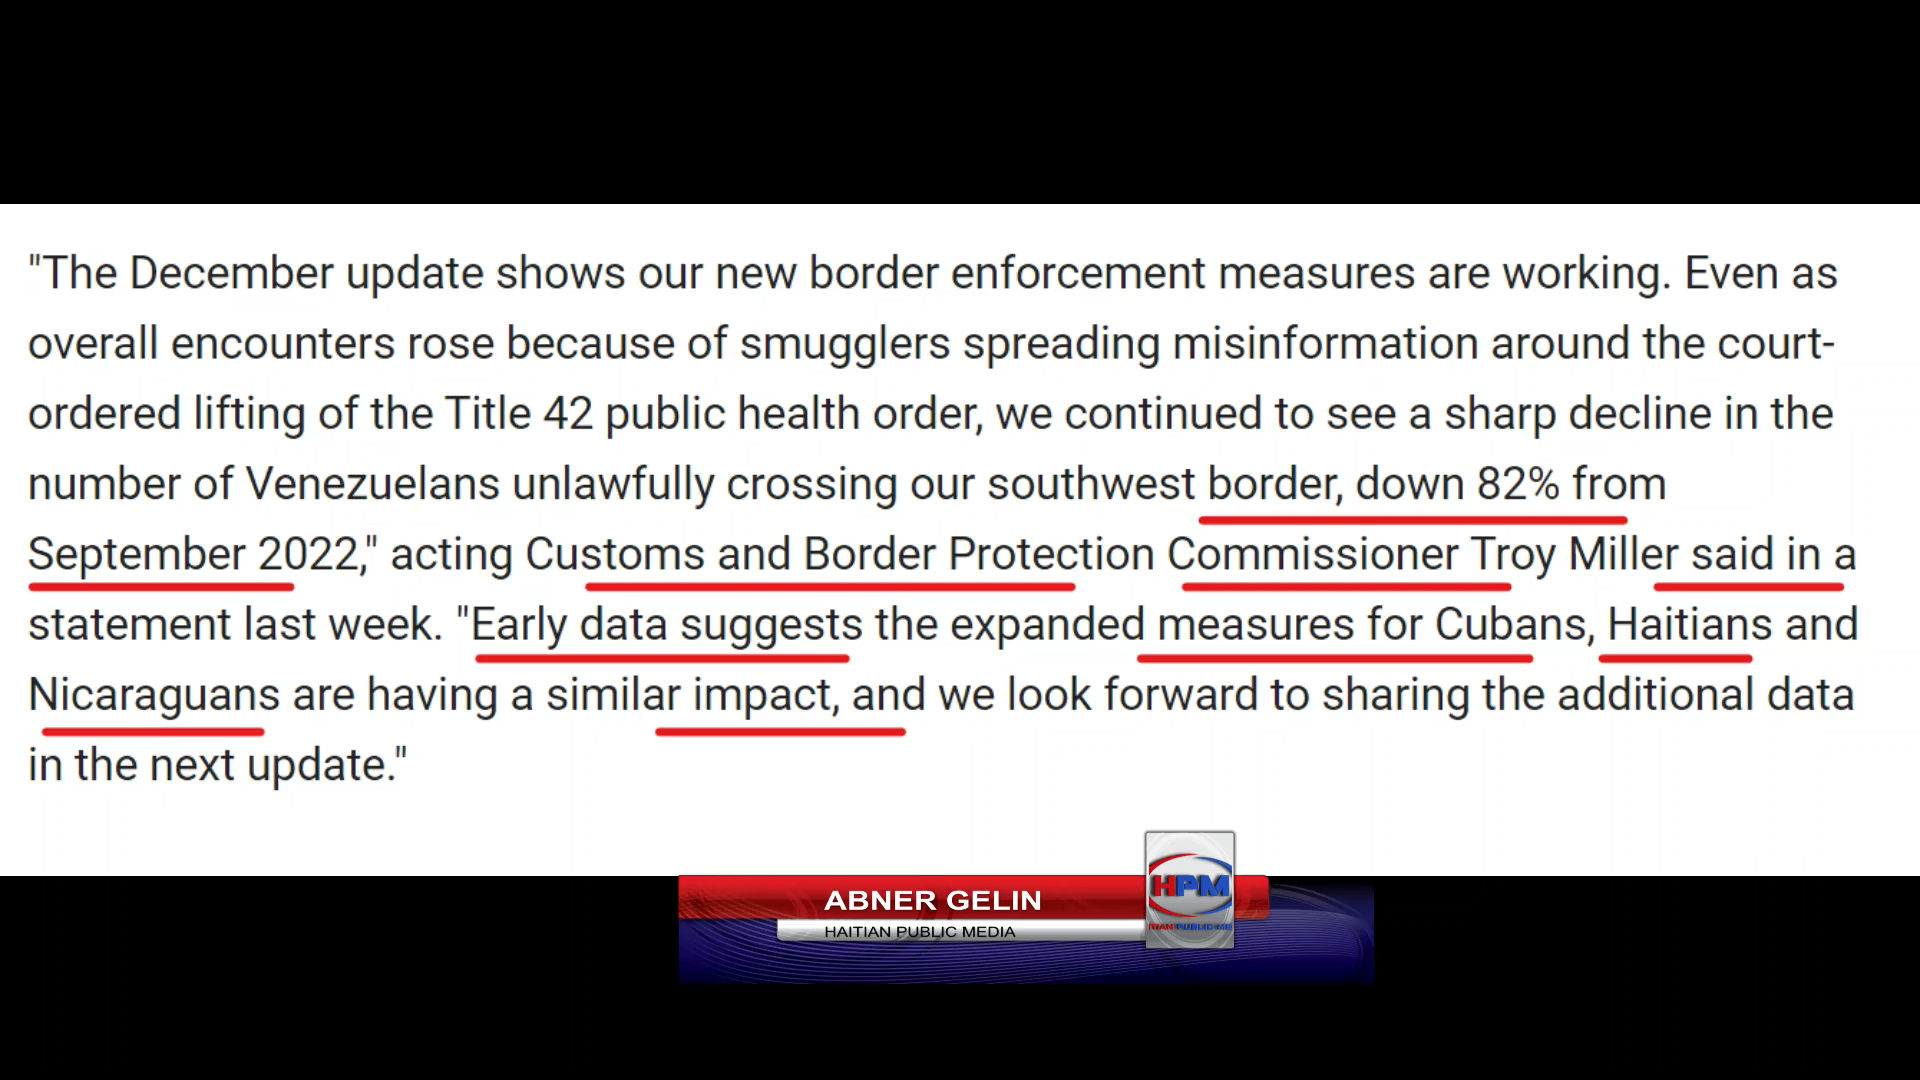 "The December update shows our new border enforcement measures are working. Even as
overall encounters rose because of smugglers spreading misinformation around the court-
ordered lifting of the Title 42 public health order, we continued to see a sharp decline in the
number of Venezuelans unlawfully crossing our southwest border, down 82% from
September 2022," acting Customs and Border Protection Commissioner Troy Miller said in a
statement last week. "Early data suggests the expanded measures for Cubans, Haitians and
Nicaraguans are having a similar impact, and we look forward to sharing the additional data
in the next update."
ABNER GELIN
HAITIAN PUBLIC MEDIA
HPM